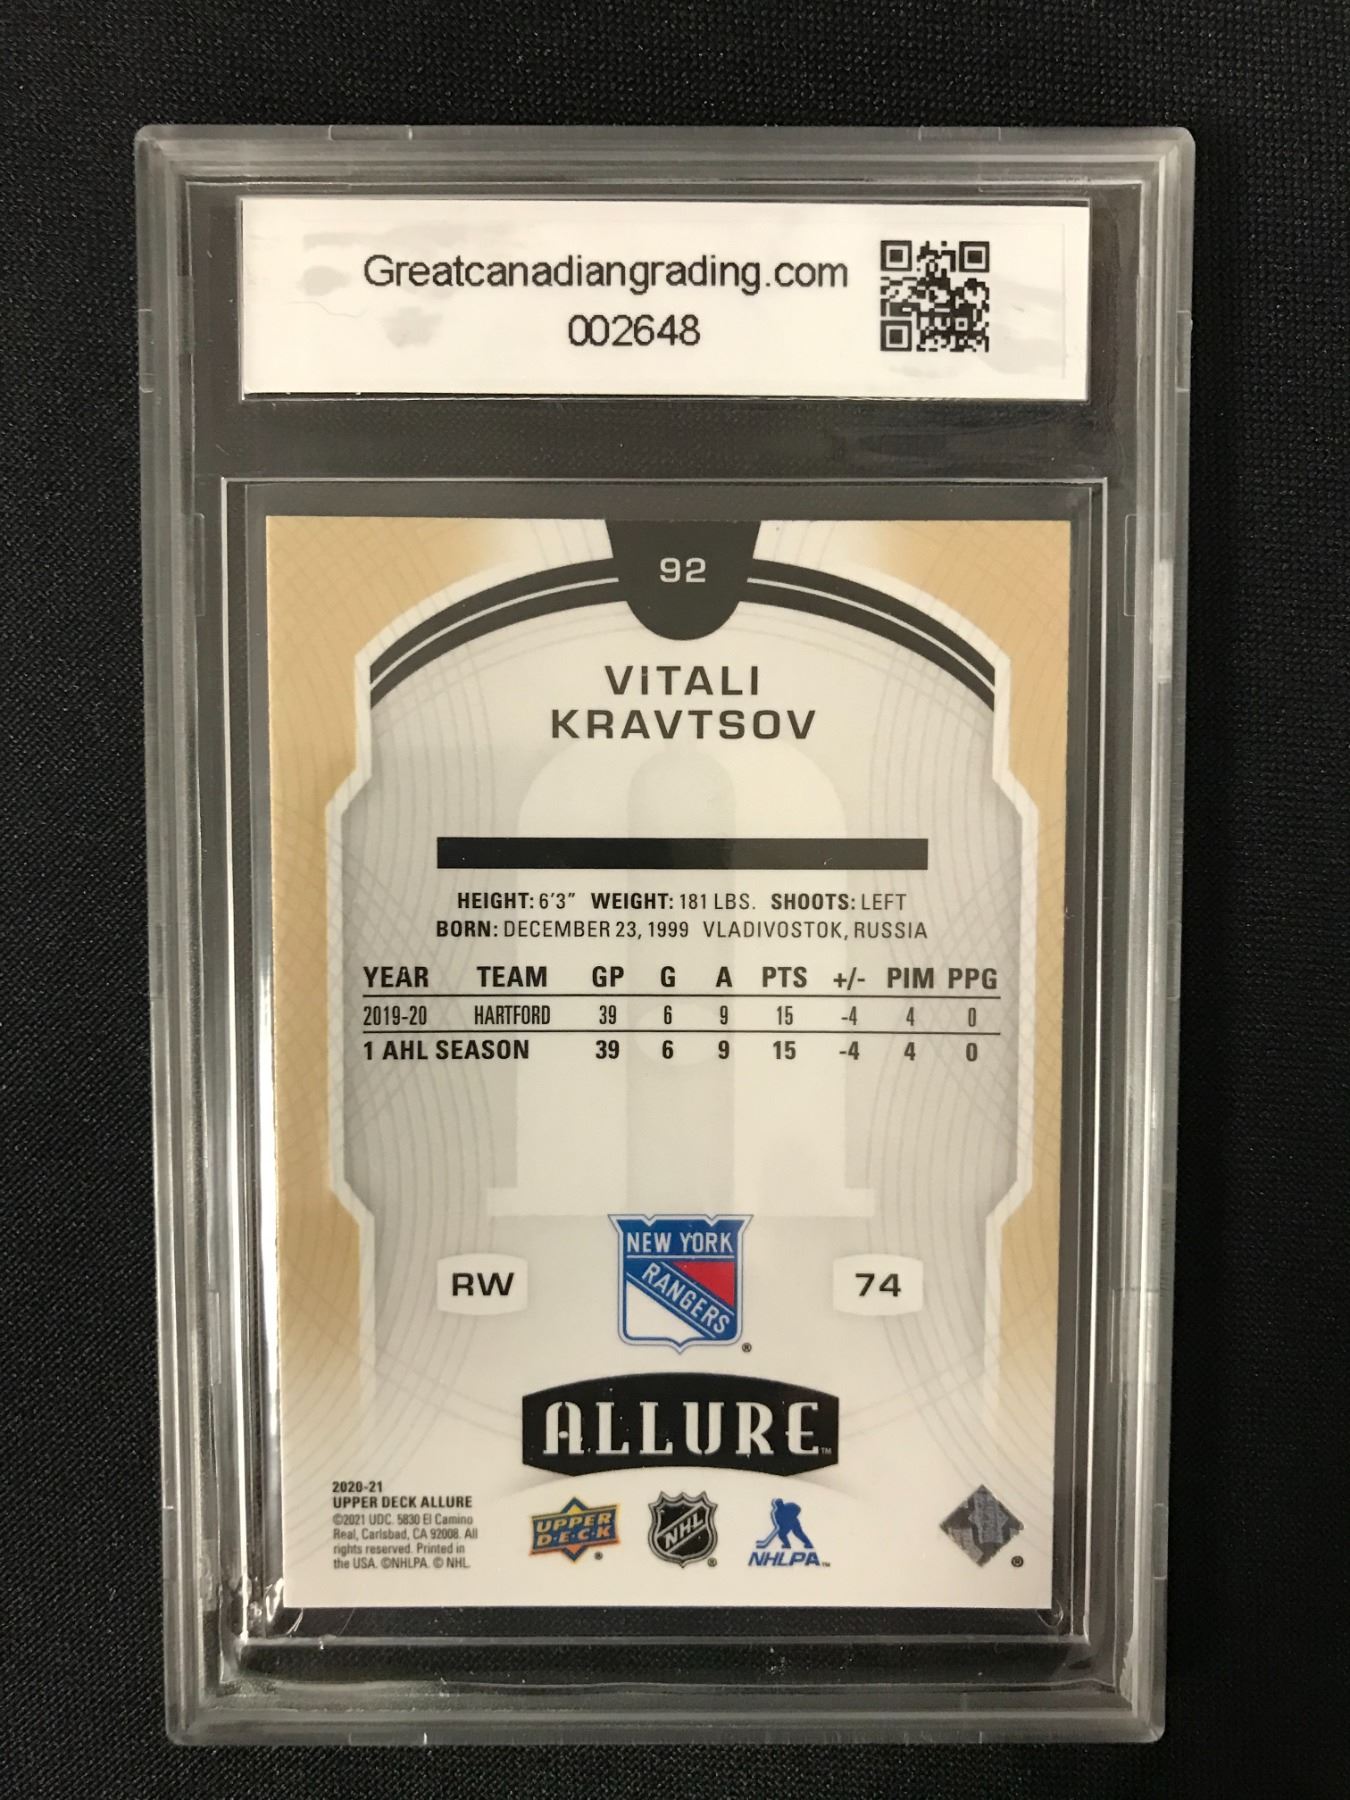 Greatcanadiangrading.com
002648
92
VITALI
KRAVTSOV
HEIGHT: 6'3" WEIGHT: 181 LBS. SHOOTS: LEFT
BORN: DECEMBER 23, 1999 VLADIVOSTOK, RUSSIA
YEAR TEAM GP G A PTS +/- PIM PPG
2019-20 HARTFORD 39 6 9 15 -4 4 0
1 AHL SEASON 39 6 9 15 -4 4 0
NEW YORK
RANGERS
®
RW
74
ALLURE™
2020-21
UPPER DECK ALLURE
©2021 UDC. 5830 El Camino
Real, Carlsbad, CA 92008. All
rights reserved. Printed in
the USA. ©NHLPA. © NHL.
UPPER
D·E·C·K
®
NHL
®
NHLPA™
®